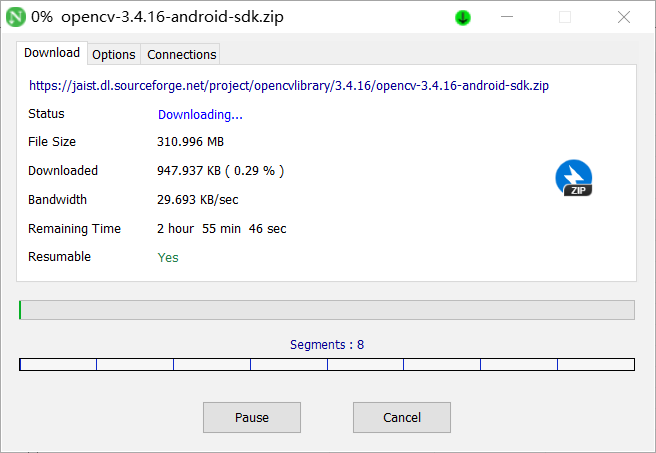 0% opencv-3.4.16-android-sdk.zip
Download Options Connections
https://jaist.dl.sourceforge.net/project/opencvlibrary/3.4.16/opencv-3.4.16-android-sdk.zip
Status Downloading...
File Size 310.996 MB
Downloaded 947.937 KB ( 0.29 % )
ZIP
Bandwidth 29.693 KB/sec
Remaining Time 2 hour 55 min 46 sec
Resumable Yes
Segments : 8
Pause Cancel